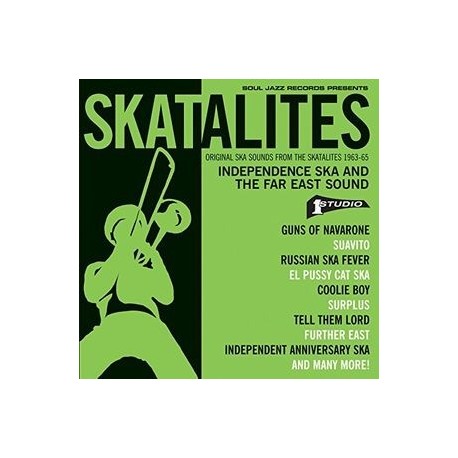 SOUL JAZZ RECORDS PRESENTS
SKATALITES
ORIGINAL SKA SOUNDS FROM THE SKATALITES 1963-65
INDEPENDENCE SKA AND
THE FAR EAST SOUND
1 STUDIO
GUNS OF NAVARONE
SUAVITO
RUSSIAN SKA FEVER
EL PUSSY CAT SKA
COOLIE BOY
SURPLUS
TELL THEM LORD
FURTHER EAST
INDEPENDENT ANNIVERSARY SKA
AND MANY MORE!